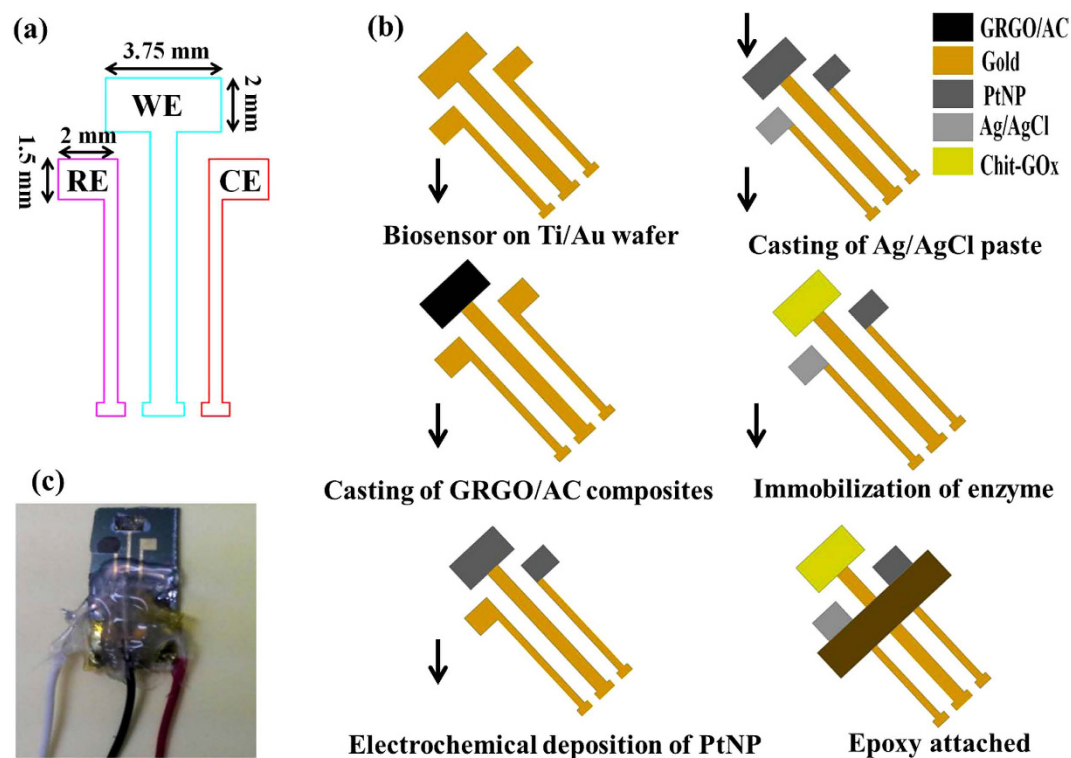 (a)
3.75 mm
WE
2 mm
2 mm
1.5 mm
RE
CE
(b)
GRGO/AC
Gold
PtNP
Ag/AgCl
Chit-GOx
Biosensor on Ti/Au wafer
Casting of Ag/AgCl paste
Casting of GRGO/AC composites
Immobilization of enzyme
Electrochemical deposition of PtNP
Epoxy attached
(c)